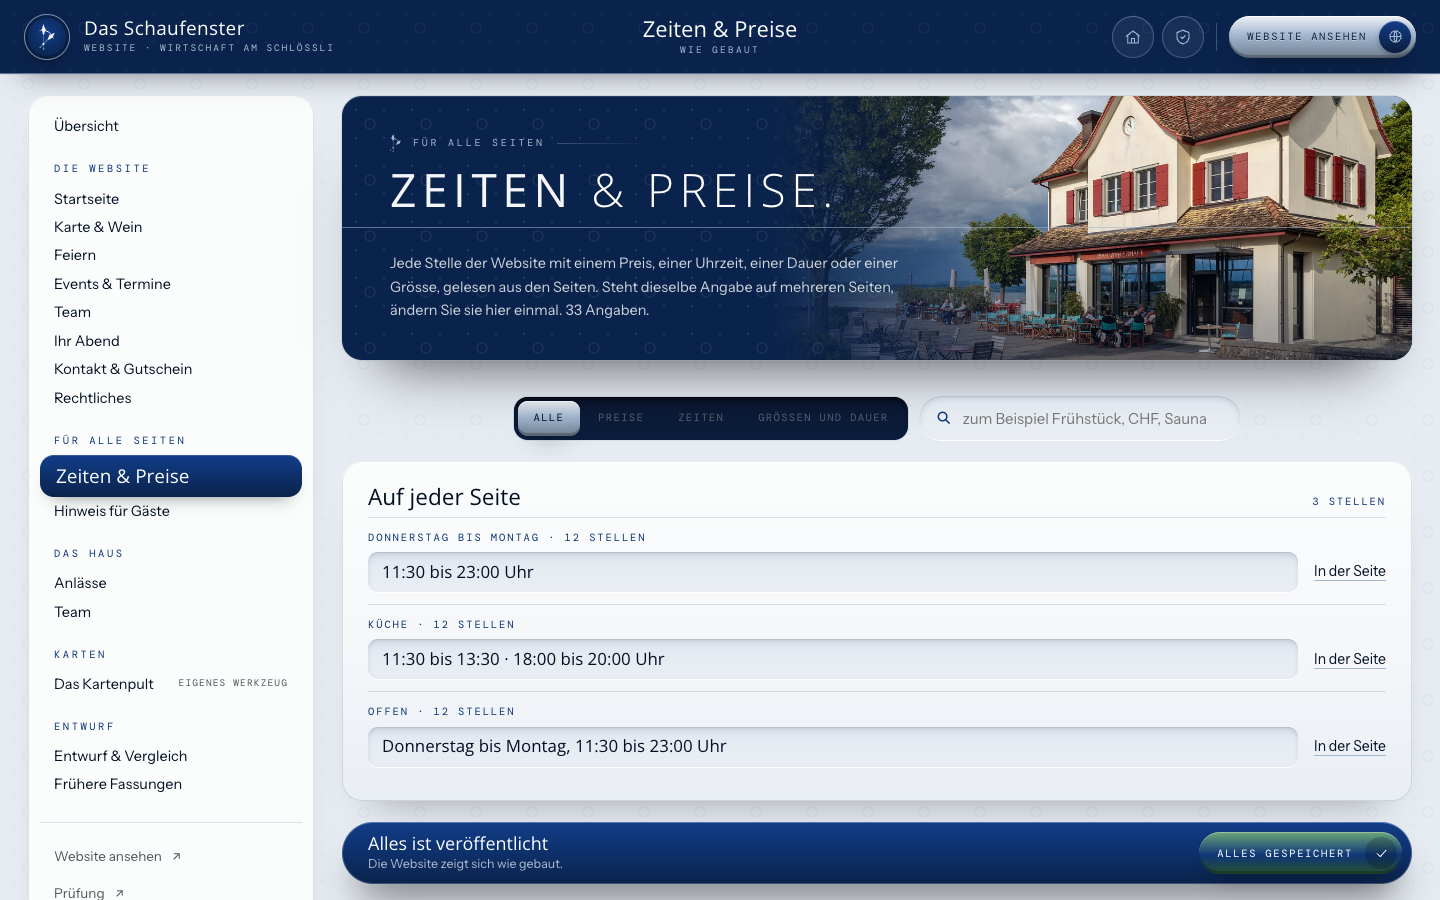 Das Schaufenster
WEBSITE · WIRTSCHAFT AM SCHLÖSSLI
Zeiten & Preise
WIE GEBAUT
WEBSITE ANSEHEN
Übersicht
DIE WEBSITE
Startseite
Karte & Wein
Feiern
Events & Termine
Team
Ihr Abend
Kontakt & Gutschein
Rechtliches
FÜR ALLE SEITEN
Zeiten & Preise
Hinweis für Gäste
DAS HAUS
Anlässe
Team
KARTEN
Das Kartenpult EIGENES WERKZEUG
ENTWURF
Entwurf & Vergleich
Frühere Fassungen
Website ansehen
Prüfung
FÜR ALLE SEITEN
ZEITEN & PREISE.
Jede Stelle der Website mit einem Preis, einer Uhrzeit, einer Dauer oder einer
Grösse, gelesen aus den Seiten. Steht dieselbe Angabe auf mehreren Seiten,
ändern Sie sie hier einmal. 33 Angaben.
ALLE PREISE ZEITEN GRÖSSEN UND DAUER
zum Beispiel Frühstück, CHF, Sauna
Auf jeder Seite
3 STELLEN
DONNERSTAG BIS MONTAG · 12 STELLEN
11:30 bis 23:00 Uhr
In der Seite
KÜCHE · 12 STELLEN
11:30 bis 13:30 · 18:00 bis 20:00 Uhr
In der Seite
OFFEN · 12 STELLEN
Donnerstag bis Montag, 11:30 bis 23:00 Uhr
In der Seite
Alles ist veröffentlicht
Die Website zeigt sich wie gebaut.
ALLES GESPEICHERT